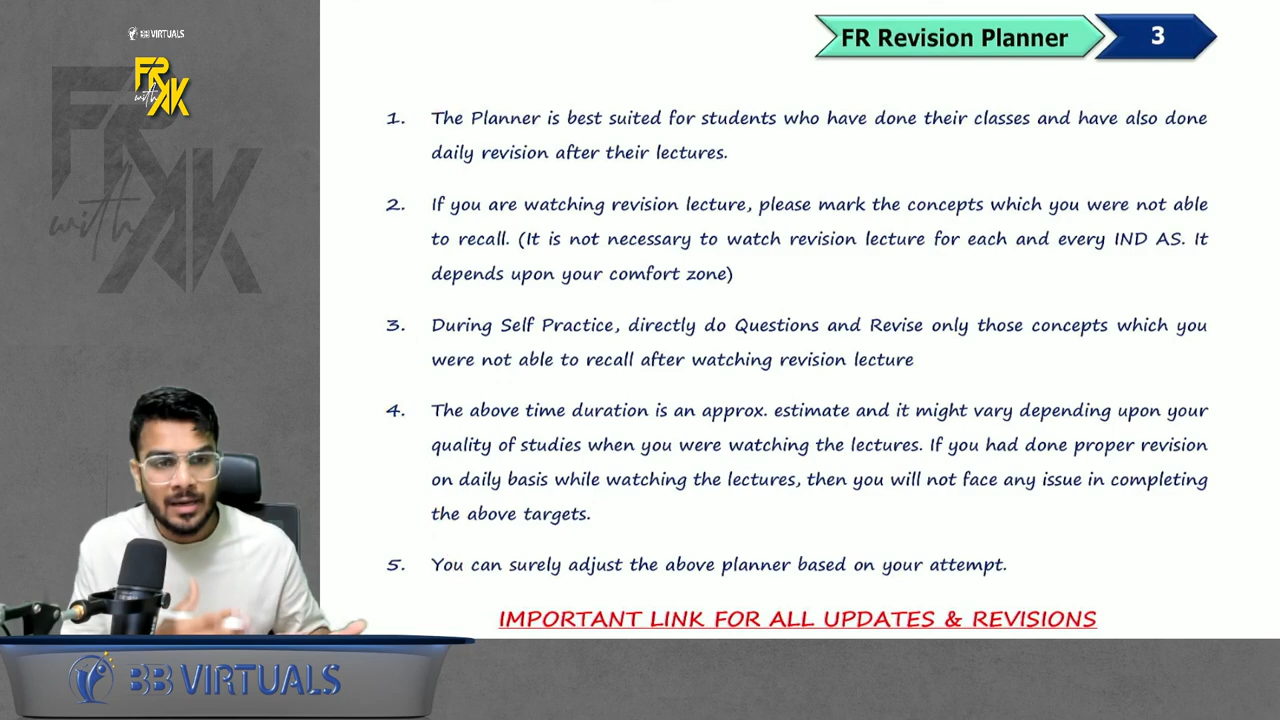 BB VIRTUALS
FR
with
AK
FR
with
AK
FR Revision Planner
3
1. The Planner is best suited for students who have done their classes and have also done
daily revision after their lectures.
2. If you are watching revision lecture, please mark the concepts which you were not able
to recall. (It is not necessary to watch revision lecture for each and every IND AS. It
depends upon your comfort zone)
3. During Self Practice, directly do Questions and Revise only those concepts which you
were not able to recall after watching revision lecture
4. The above time duration is an approx. estimate and it might vary depending upon your
quality of studies when you were watching the lectures. If you had done proper revision
on daily basis while watching the lectures, then you will not face any issue in completing
the above targets.
5. You can surely adjust the above planner based on your attempt.
IMPORTANT LINK FOR ALL UPDATES & REVISIONS
BB VIRTUALS